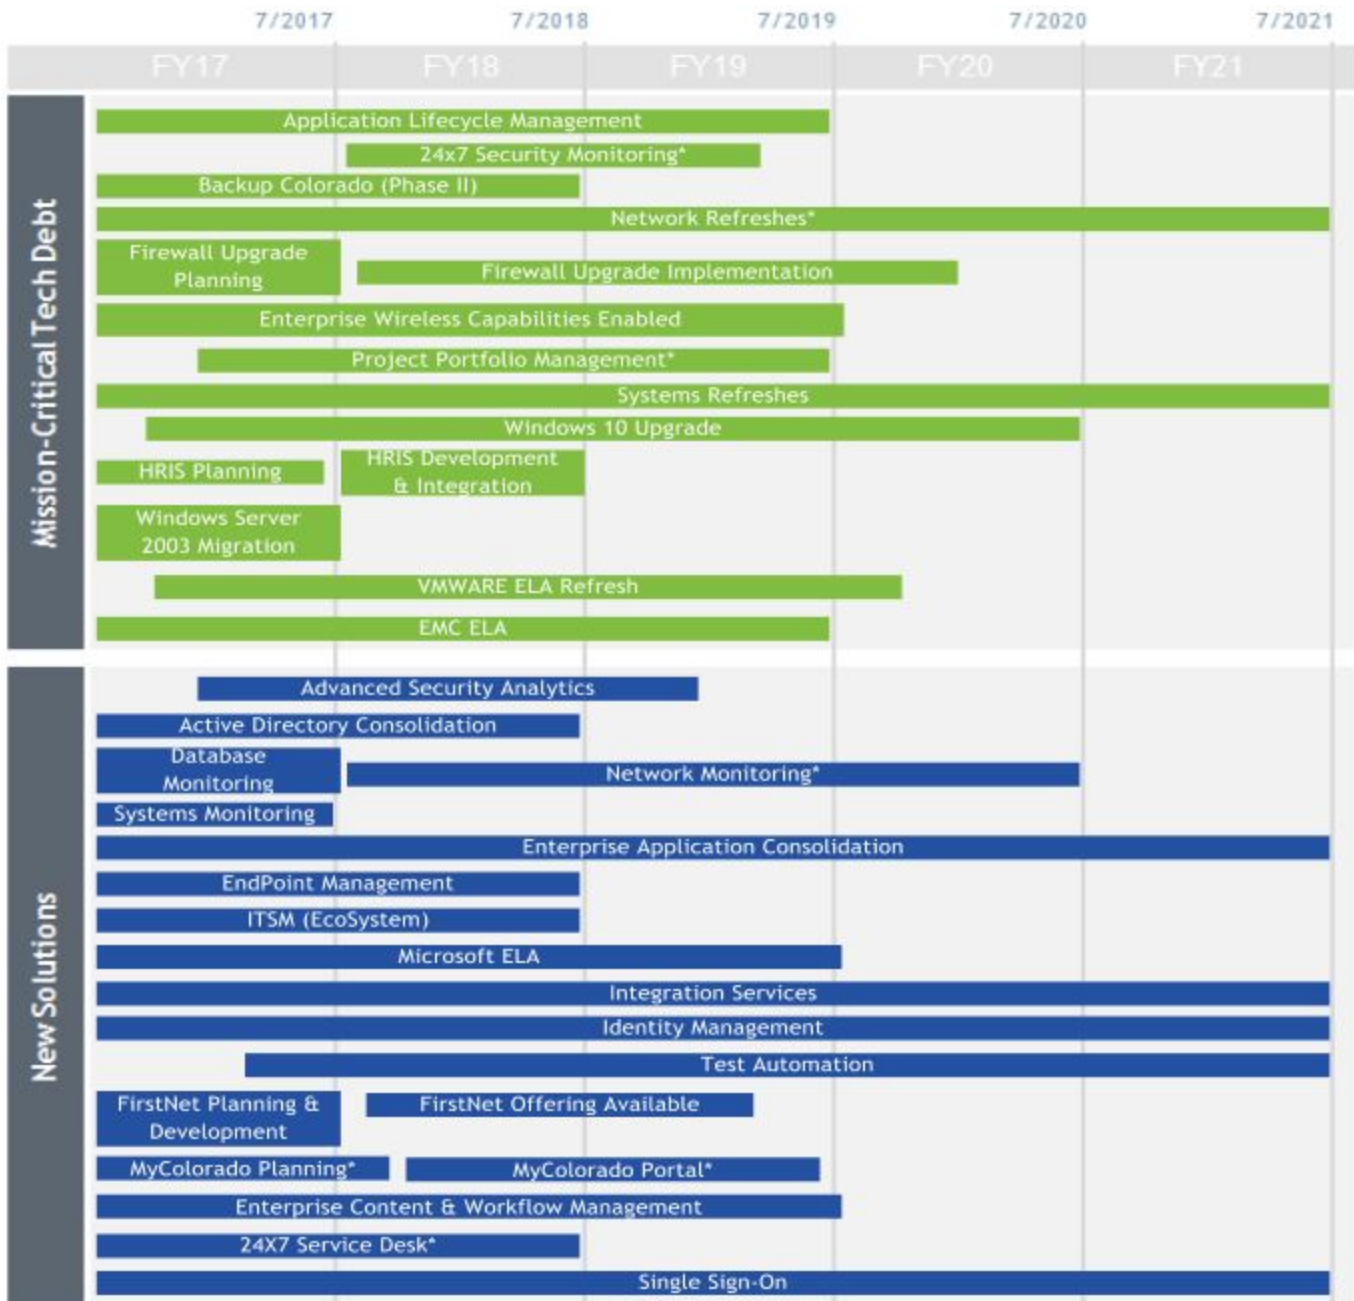 7/2017 7/2018 7/2019 7/2020 7/2021
FY17 FY18 FY19 FY20 FY21
Mission-Critical Tech Debt
Application Lifecycle Management
24x7 Security Monitoring*
Backup Colorado (Phase II)
Network Refreshes*
Firewall Upgrade
Planning
Firewall Upgrade Implementation
Enterprise Wireless Capabilities Enabled
Project Portfolio Management*
Systems Refreshes
Windows 10 Upgrade
HRIS Planning
HRIS Development
& Integration
Windows Server
2003 Migration
VMWARE ELA Refresh
EMC ELA
New Solutions
Advanced Security Analytics
Active Directory Consolidation
Database
Monitoring
Network Monitoring*
Systems Monitoring
Enterprise Application Consolidation
EndPoint Management
ITSM (EcoSystem)
Microsoft ELA
Integration Services
Identity Management
Test Automation
FirstNet Planning &
Development
FirstNet Offering Available
MyColorado Planning*
MyColorado Portal*
Enterprise Content & Workflow Management
24X7 Service Desk*
Single Sign-On